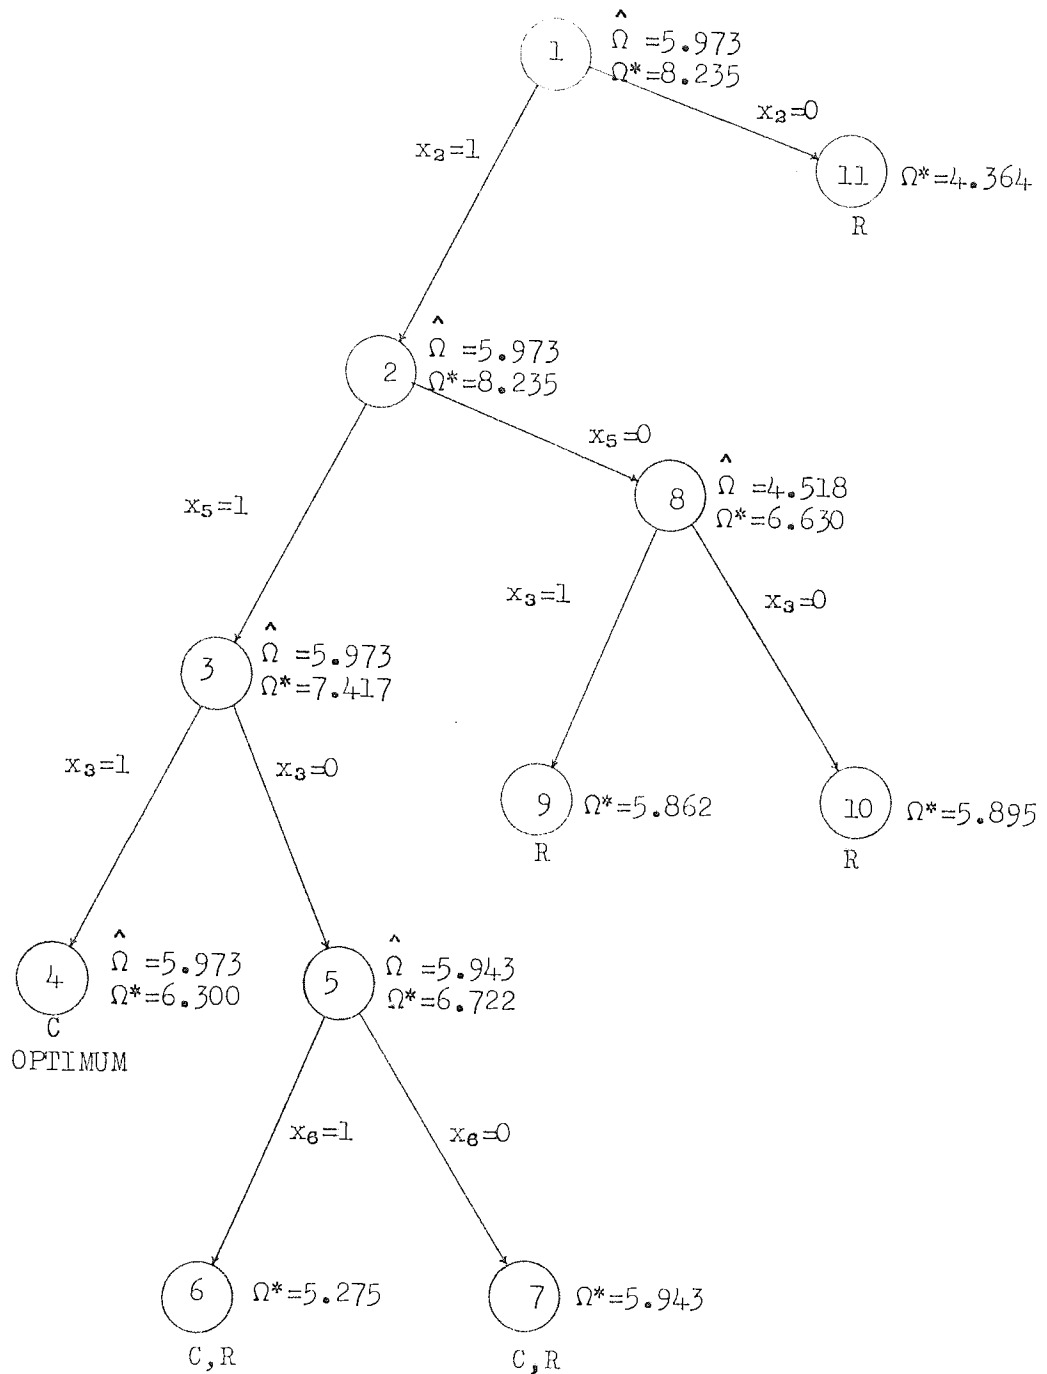 1
Ω̂ =5.973
Ω*=8.235
x₂=0
x₂=1
11
Ω*=4.364
R
2
Ω̂ =5.973
Ω*=8.235
x₅=0
x₅=1
8
Ω̂ =4.518
Ω*=6.630
x₃=1
x₃=0
3
Ω̂ =5.973
Ω*=7.417
x₃=1
x₃=0
9
Ω*=5.862
R
10
Ω*=5.895
R
4
Ω̂ =5.973
Ω*=6.300
C
OPTIMUM
5
Ω̂ =5.943
Ω*=6.722
x₆=1
x₆=0
6
Ω*=5.275
C,R
7
Ω*=5.943
C,R